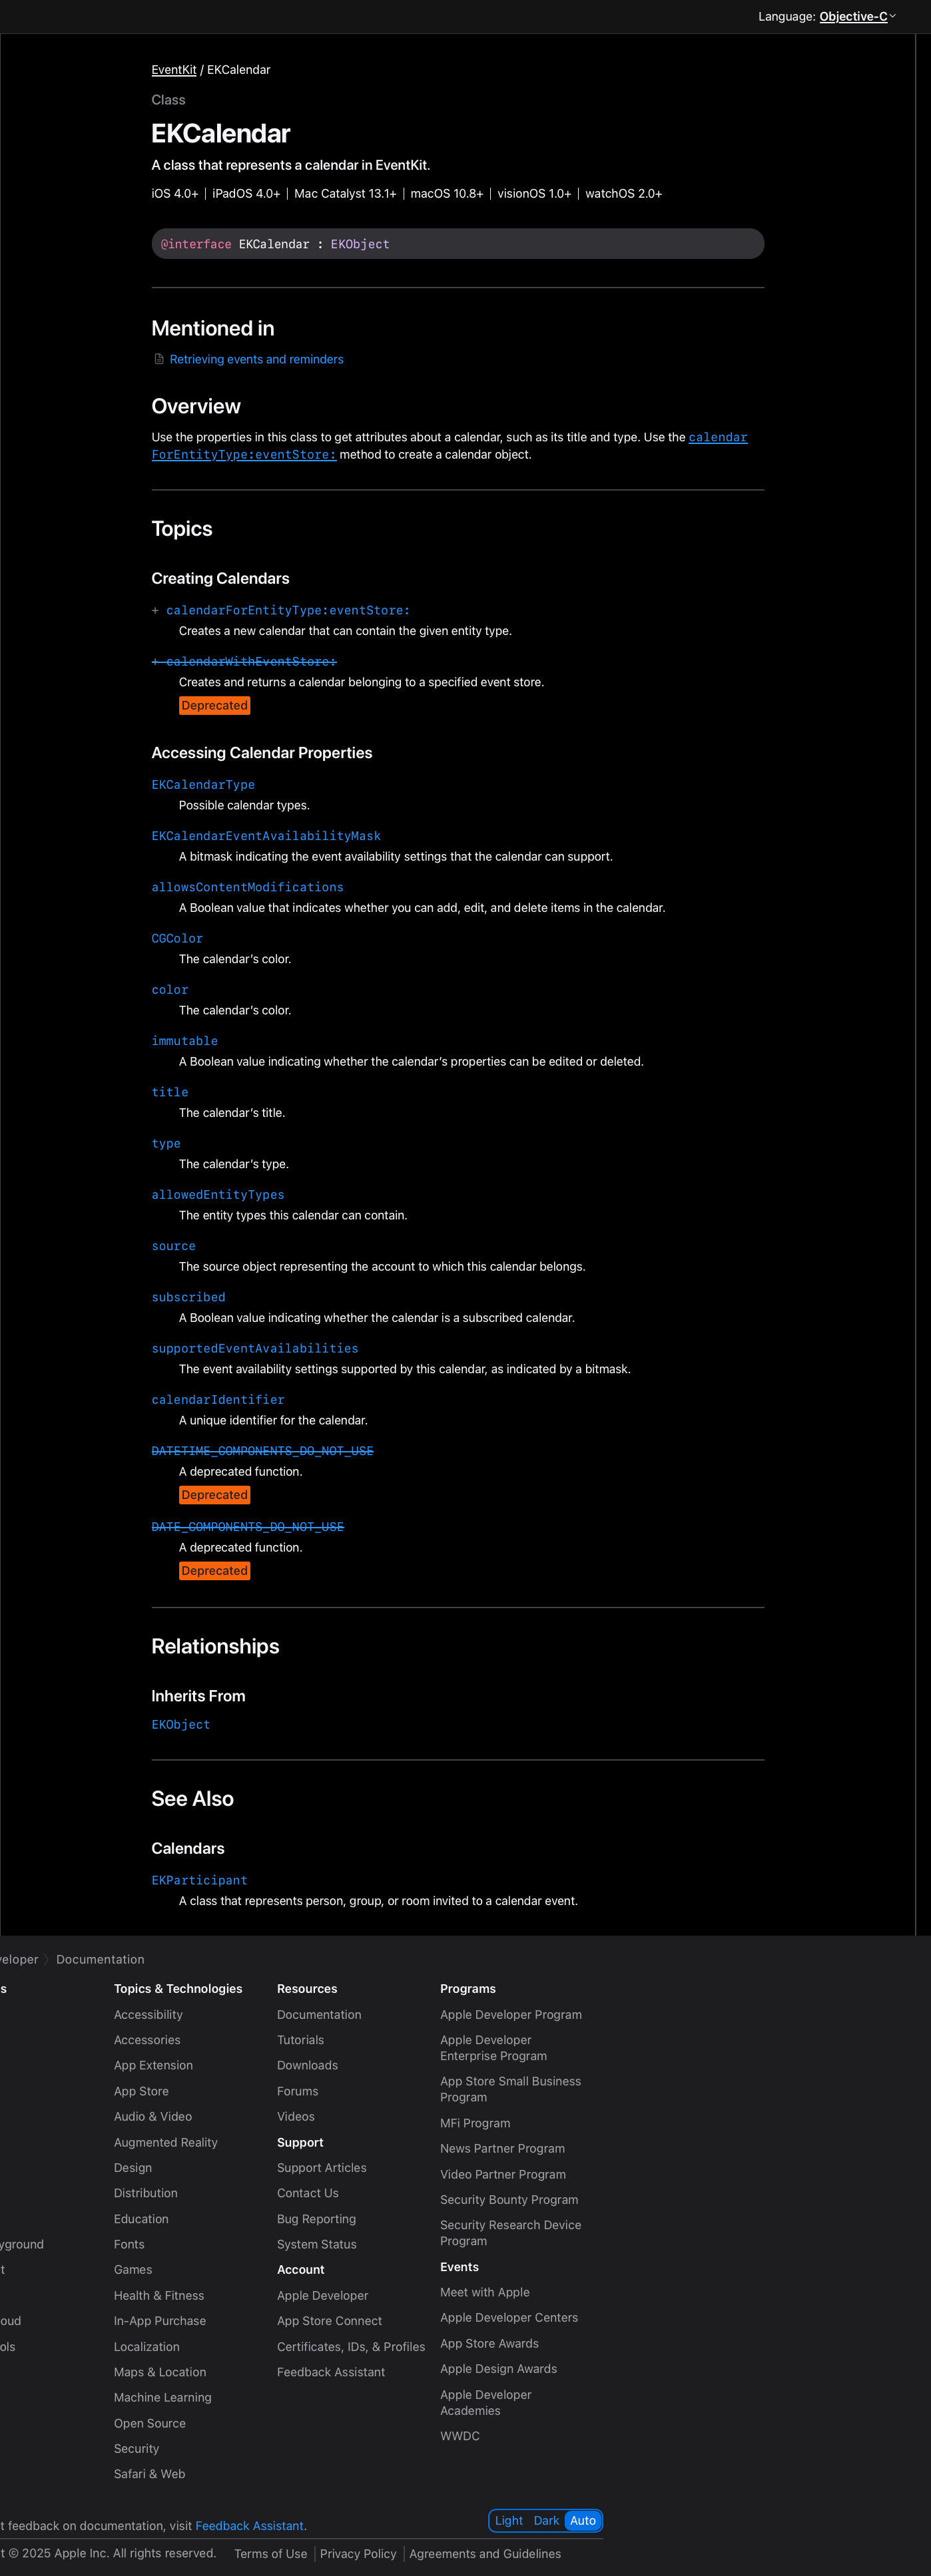 Language: Objective-C
EventKit / EKCalendar
Class
EKCalendar
A class that represents a calendar in EventKit.
iOS 4.0+ | iPadOS 4.0+ | Mac Catalyst 13.1+ | macOS 10.8+ | visionOS 1.0+ | watchOS 2.0+
@interface EKCalendar : EKObject
Mentioned in
Retrieving events and reminders
Overview
Use the properties in this class to get attributes about a calendar, such as its title and type. Use the calendar
ForEntityType:eventStore: method to create a calendar object.
Topics
Creating Calendars
+ calendarForEntityType:eventStore:
Creates a new calendar that can contain the given entity type.
+ calendarWithEventStore:
Creates and returns a calendar belonging to a specified event store.
Deprecated
Accessing Calendar Properties
EKCalendarType
Possible calendar types.
EKCalendarEventAvailabilityMask
A bitmask indicating the event availability settings that the calendar can support.
allowsContentModifications
A Boolean value that indicates whether you can add, edit, and delete items in the calendar.
CGColor
The calendar’s color.
color
The calendar’s color.
immutable
A Boolean value indicating whether the calendar’s properties can be edited or deleted.
title
The calendar’s title.
type
The calendar’s type.
allowedEntityTypes
The entity types this calendar can contain.
source
The source object representing the account to which this calendar belongs.
subscribed
A Boolean value indicating whether the calendar is a subscribed calendar.
supportedEventAvailabilities
The event availability settings supported by this calendar, as indicated by a bitmask.
calendarIdentifier
A unique identifier for the calendar.
DATETIME_COMPONENTS_DO_NOT_USE
A deprecated function.
Deprecated
DATE_COMPONENTS_DO_NOT_USE
A deprecated function.
Deprecated
Relationships
Inherits From
EKObject
See Also
Calendars
EKParticipant
A class that represents person, group, or room invited to a calendar event.
veloper Documentation
s
yground
t
oud
ols
Topics & Technologies
Accessibility
Accessories
App Extension
App Store
Audio & Video
Augmented Reality
Design
Distribution
Education
Fonts
Games
Health & Fitness
In-App Purchase
Localization
Maps & Location
Machine Learning
Open Source
Security
Safari & Web
Resources
Documentation
Tutorials
Downloads
Forums
Videos
Support
Support Articles
Contact Us
Bug Reporting
System Status
Account
Apple Developer
App Store Connect
Certificates, IDs, & Profiles
Feedback Assistant
Programs
Apple Developer Program
Apple Developer
Enterprise Program
App Store Small Business
Program
MFi Program
News Partner Program
Video Partner Program
Security Bounty Program
Security Research Device
Program
Events
Meet with Apple
Apple Developer Centers
App Store Awards
Apple Design Awards
Apple Developer
Academies
WWDC
Light Dark Auto
t feedback on documentation, visit Feedback Assistant.
t © 2025 Apple Inc. All rights reserved. Terms of Use | Privacy Policy | Agreements and Guidelines